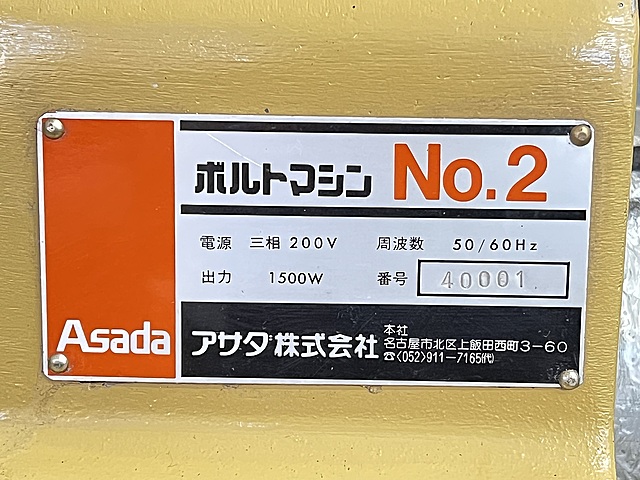 ボルトマシン No.2
電源 三相 200V 周波数 50/60Hz
出力 1500W 番号 40001
Asada
アサダ株式会社
本社
名古屋市北区上飯田西町3-60
☎(052)911-7165(代)